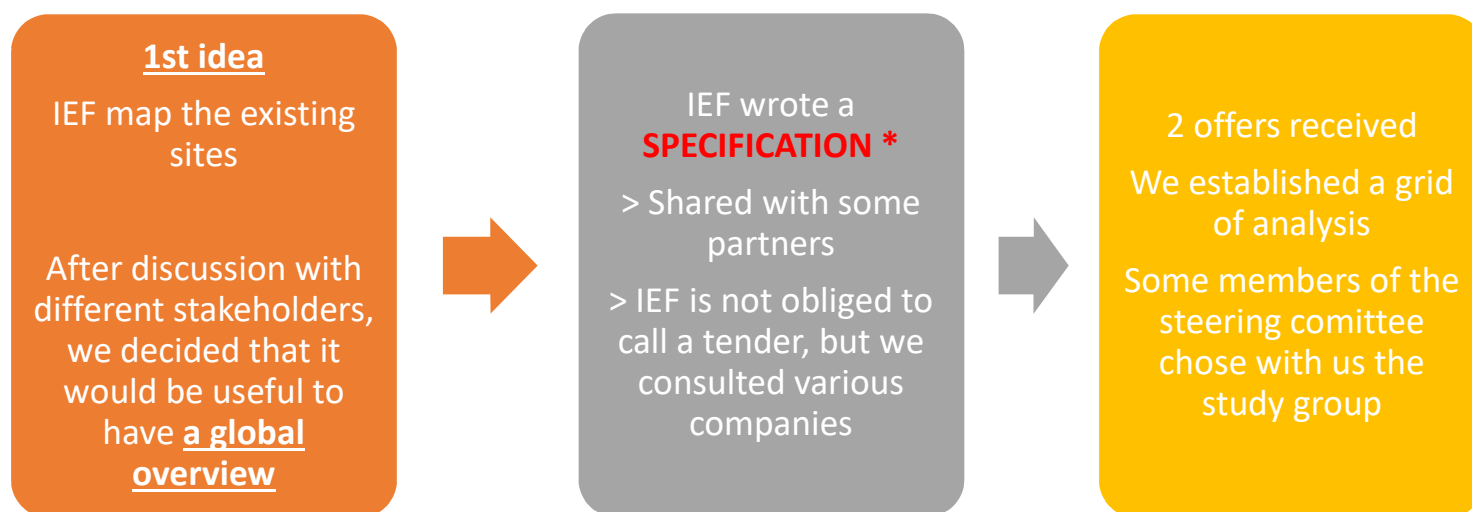 1st idea
IEF map the existing
sites
After discussion with
different stakeholders,
we decided that it
would be useful to
have a global
overview
IEF wrote a
SPECIFICATION *
> Shared with some
partners
> IEF is not obliged to
call a tender, but we
consulted various
companies
2 offers received
We established a grid
of analysis
Some members of the
steering comittee
chose with us the
study group